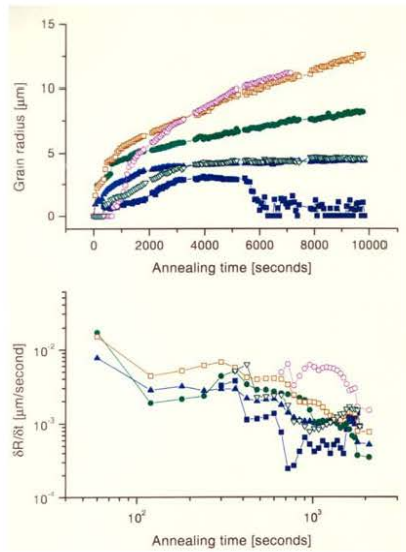 15
10
5
0
Grain radius [μm]
0 2000 4000 6000 8000 10000
Annealing time [seconds]
10⁻²
10⁻³
10⁻⁴
δR/δt [μm/second]
10² 10³
Annealing time [seconds]